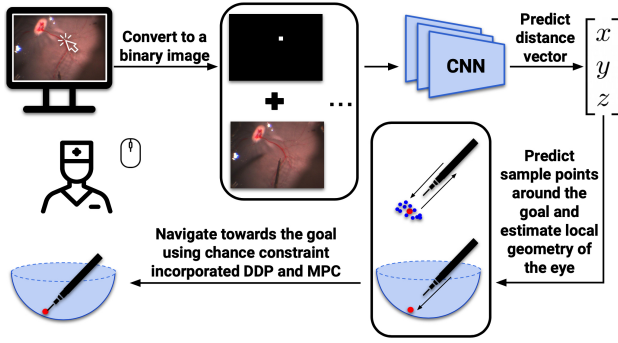 Convert to a
binary image
...
CNN
Predict
distance
vector
x
y
z
Predict
sample points
around the
goal and
estimate local
geometry of
the eye
Navigate towards the goal
using chance constraint
incorporated DDP and MPC